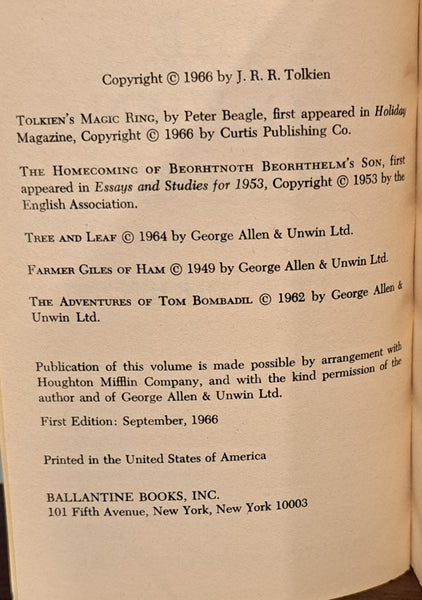 Copyright © 1966 by J. R. R. Tolkien
TOLKIEN'S MAGIC RING, by Peter Beagle, first appeared in Holiday
Magazine, Copyright © 1966 by Curtis Publishing Co.
THE HOMECOMING OF BEORHTNOTH BEORHTHELM'S SON, first
appeared in Essays and Studies for 1953, Copyright © 1953 by the
English Association.
TREE AND LEAF © 1964 by George Allen & Unwin Ltd.
FARMER GILES OF HAM © 1949 by George Allen & Unwin Ltd.
THE ADVENTURES OF TOM BOMBADIL © 1962 by George Allen &
Unwin Ltd.
Publication of this volume is made possible by arrangement with
Houghton Mifflin Company, and with the kind permission of the
author and of George Allen & Unwin Ltd.
First Edition: September, 1966
Printed in the United States of America
BALLANTINE BOOKS, INC.
101 Fifth Avenue, New York, New York 10003